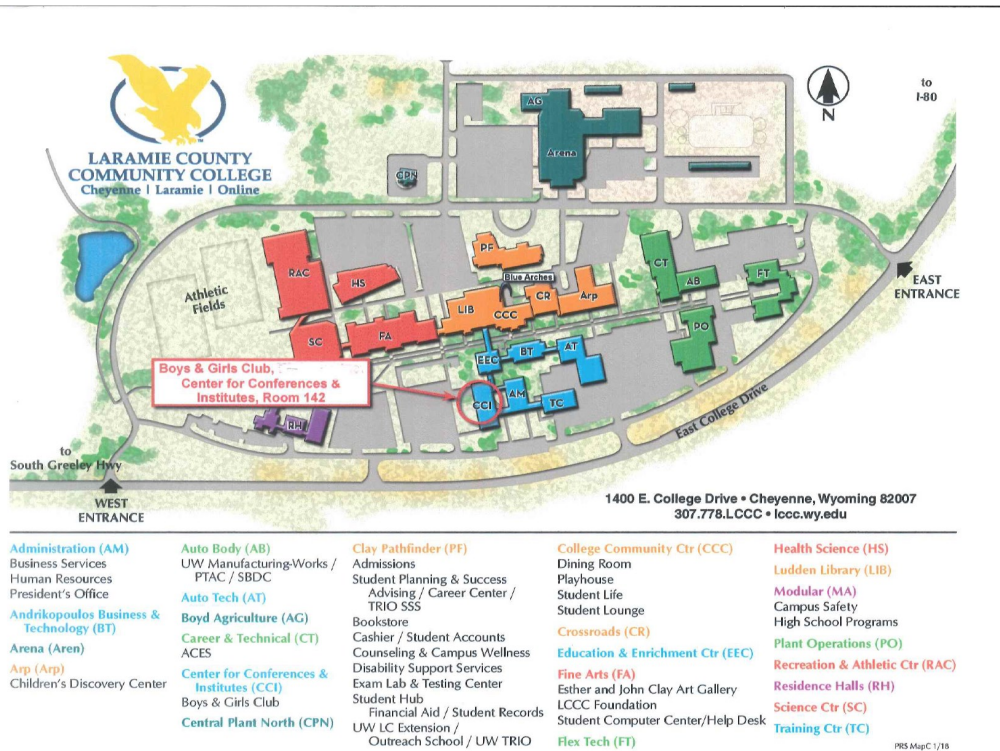 LARAMIE COUNTY
COMMUNITY COLLEGE
Cheyenne | Laramie | Online
N
to
I-80
AG
Arena
CPN
EAST
ENTRANCE
Athletic
Fields
RAC
HS
SC
FA
PF
Blue Arches
LIB
CCC
CR
Arp
CT
AB
FT
PO
EEC
BT
AT
CCI
AM
TC
RH
Boys & Girls Club,
Center for Conferences &
Institutes, Room 142
East College Drive
to
South Greeley Hwy
WEST
ENTRANCE
1400 E. College Drive • Cheyenne, Wyoming 82007
307.778.LCCC • lccc.wy.edu
Administration (AM)
Business Services
Human Resources
President's Office
Andrikopoulos Business &
Technology (BT)
Arena (Aren)
Arp (Arp)
Children's Discovery Center
Auto Body (AB)
UW Manufacturing-Works /
PTAC / SBDC
Auto Tech (AT)
Boyd Agriculture (AG)
Career & Technical (CT)
ACES
Center for Conferences &
Institutes (CCI)
Boys & Girls Club
Central Plant North (CPN)
Clay Pathfinder (PF)
Admissions
Student Planning & Success
Advising / Career Center /
TRIO SSS
Bookstore
Cashier / Student Accounts
Counseling & Campus Wellness
Disability Support Services
Exam Lab & Testing Center
Student Hub
Financial Aid / Student Records
UW LC Extension /
Outreach School / UW TRIO
College Community Ctr (CCC)
Dining Room
Playhouse
Student Life
Student Lounge
Crossroads (CR)
Education & Enrichment Ctr (EEC)
Fine Arts (FA)
Esther and John Clay Art Gallery
LCCC Foundation
Student Computer Center/Help Desk
Flex Tech (FT)
Health Science (HS)
Ludden Library (LIB)
Modular (MA)
Campus Safety
High School Programs
Plant Operations (PO)
Recreation & Athletic Ctr (RAC)
Residence Halls (RH)
Science Ctr (SC)
Training Ctr (TC)
PRS MapC 1/18